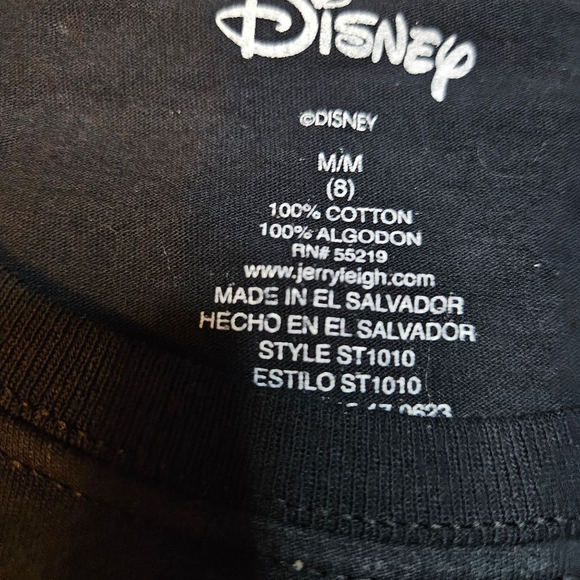 Disney
©DISNEY
M/M
(8)
100% COTTON
100% ALGODON
RN# 55219
www.jerryleigh.com
MADE IN EL SALVADOR
HECHO EN EL SALVADOR
STYLE ST1010
ESTILO ST1010